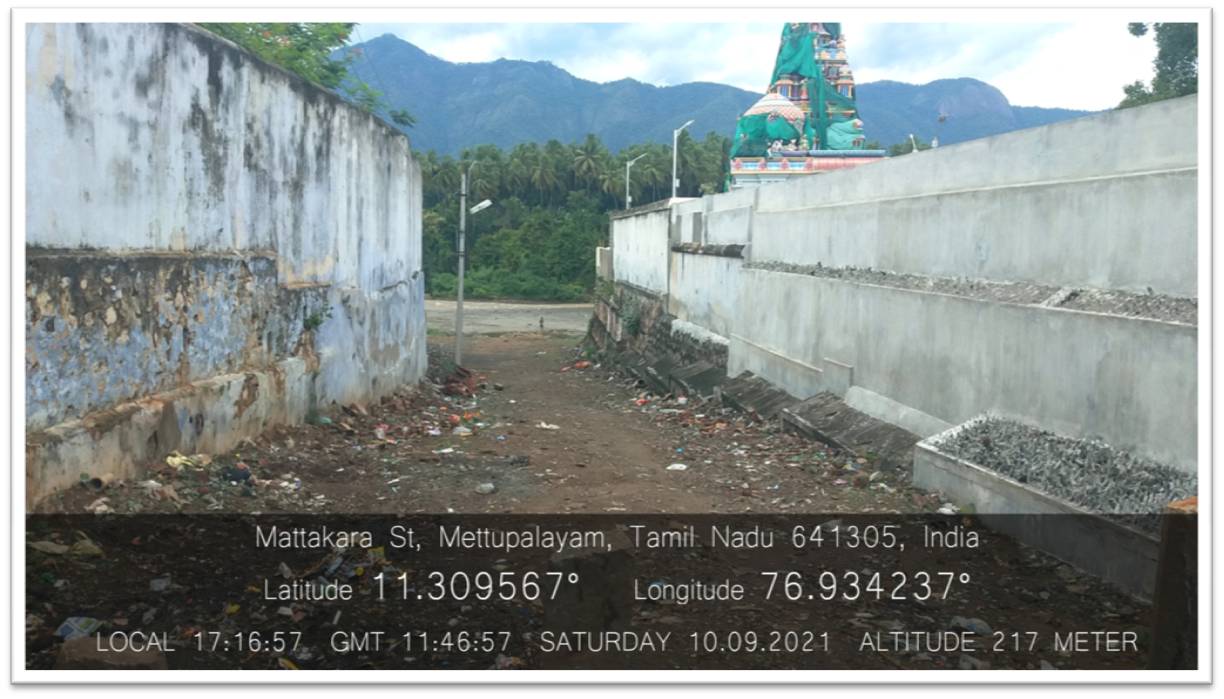 Mattakara St, Mettupalayam, Tamil Nadu 641305, India
Latitude 11.309567° Longitude 76.934237°
LOCAL 17:16:57 GMT 11:46:57 SATURDAY 10.09.2021 ALTITUDE 217 METER